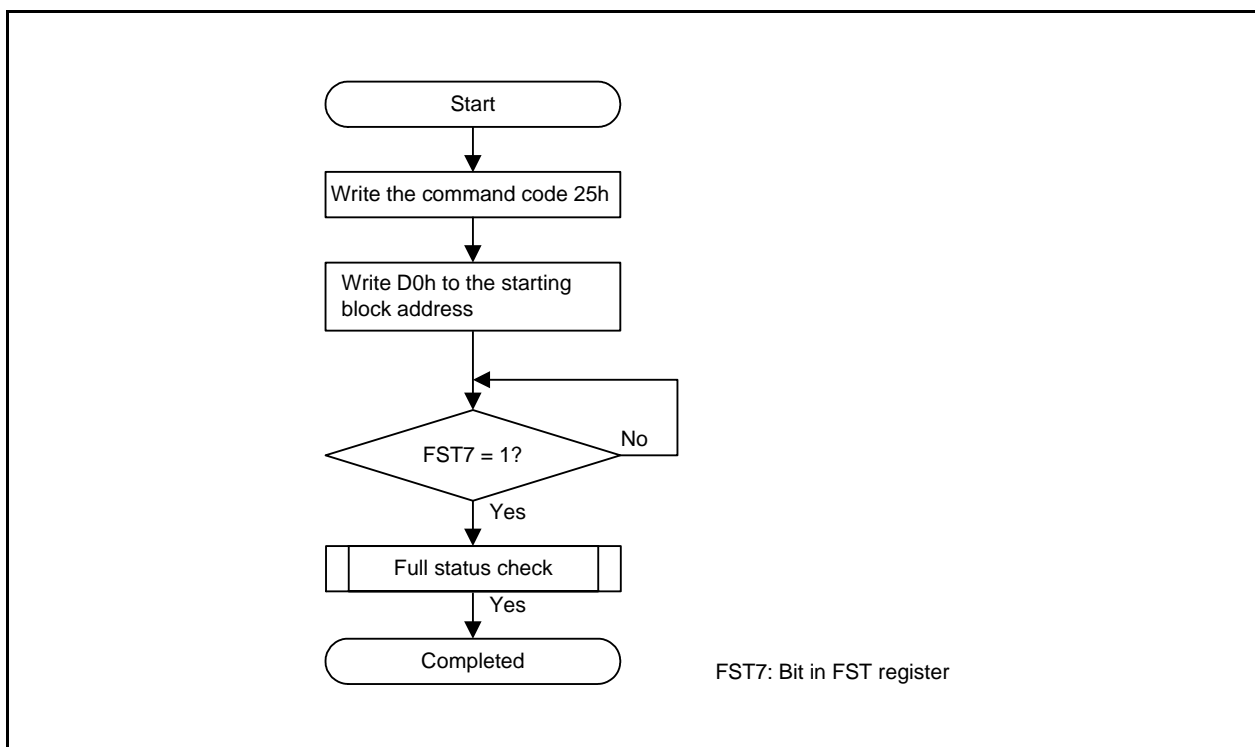 Start
Write the command code 25h
Write D0h to the starting
block address
FST7 = 1?
No
Yes
Full status check
Yes
Completed
FST7: Bit in FST register